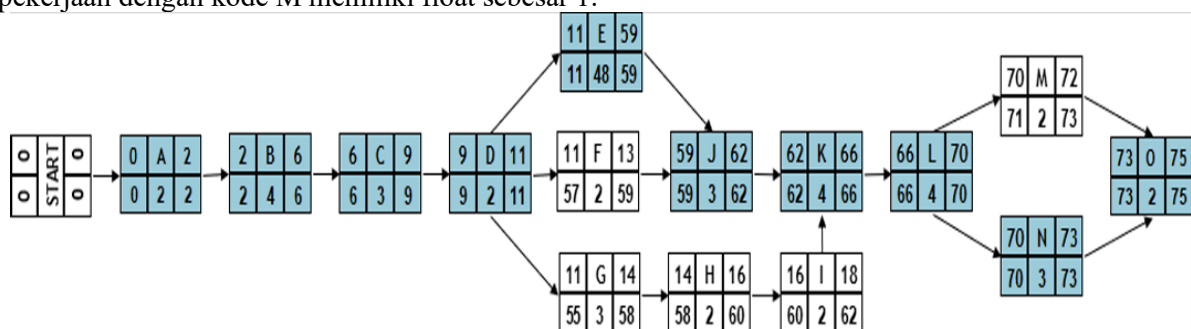 pekerjaan dengan kode M memiliki float sebesar 1.
11 E 59
11 48 59
70 M 72
71 2 73
0 START 0
0 0
0 A 2
0 2 2
2 B 6
2 4 6
6 C 9
6 3 9
9 D 11
9 2 11
11 F 13
57 2 59
59 J 62
59 3 62
62 K 66
62 4 66
66 L 70
66 4 70
73 O 75
73 2 75
70 N 73
70 3 73
11 G 14
55 3 58
14 H 16
58 2 60
16 I 18
60 2 62